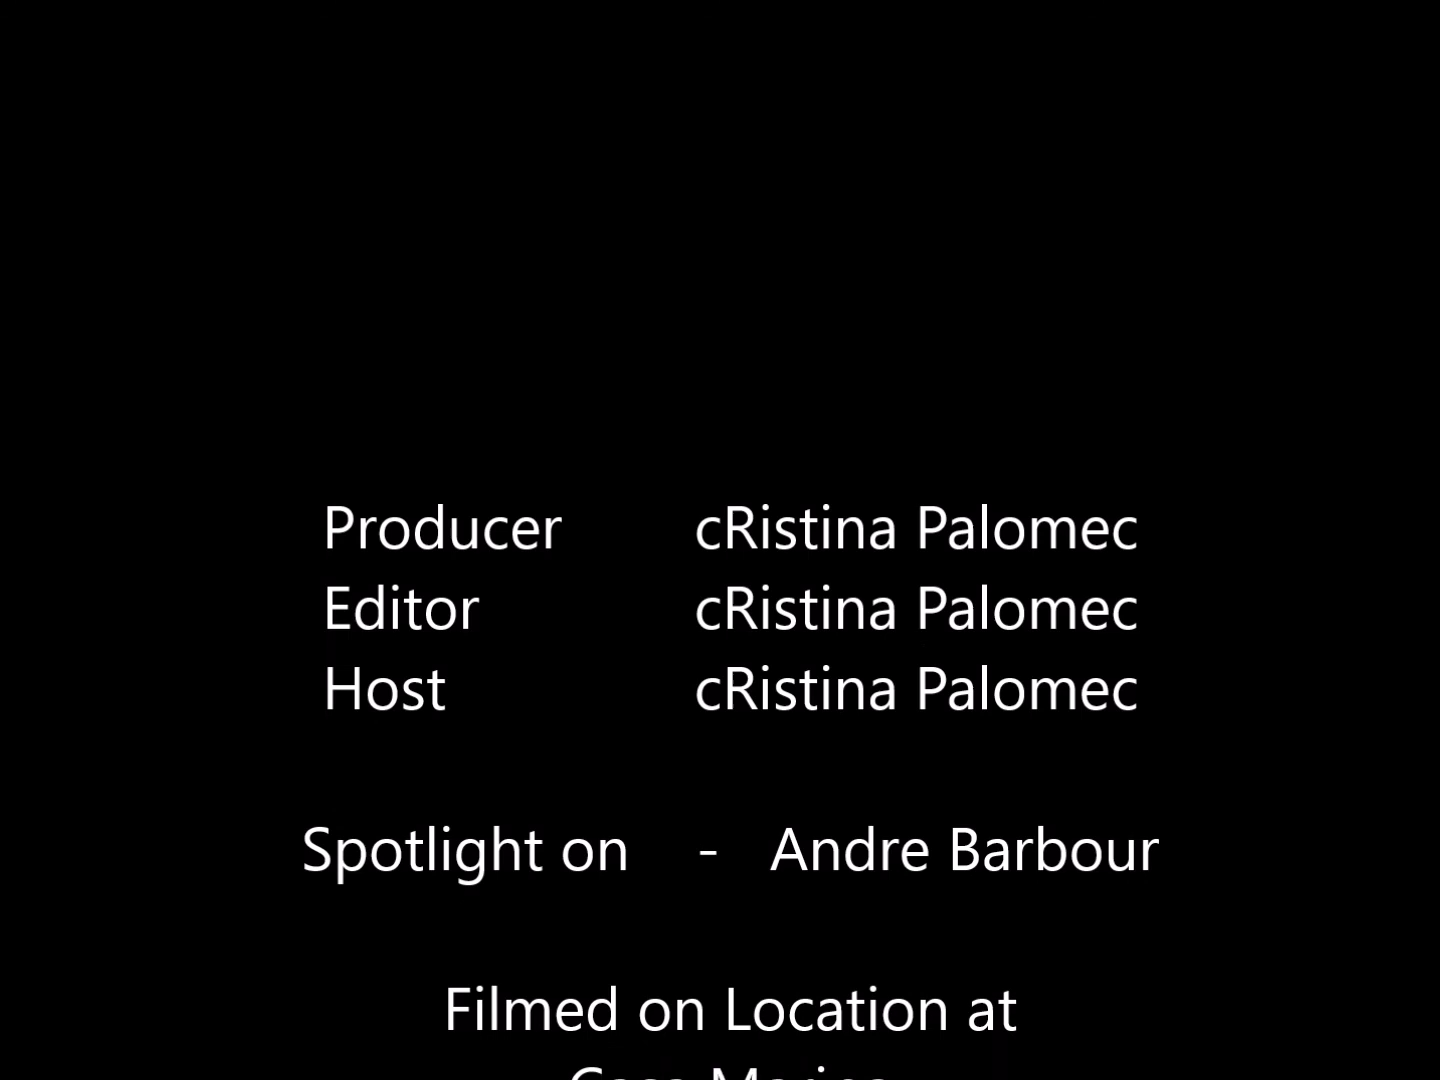 Producer cRistina Palomec
Editor cRistina Palomec
Host cRistina Palomec
Spotlight on - Andre Barbour
Filmed on Location at